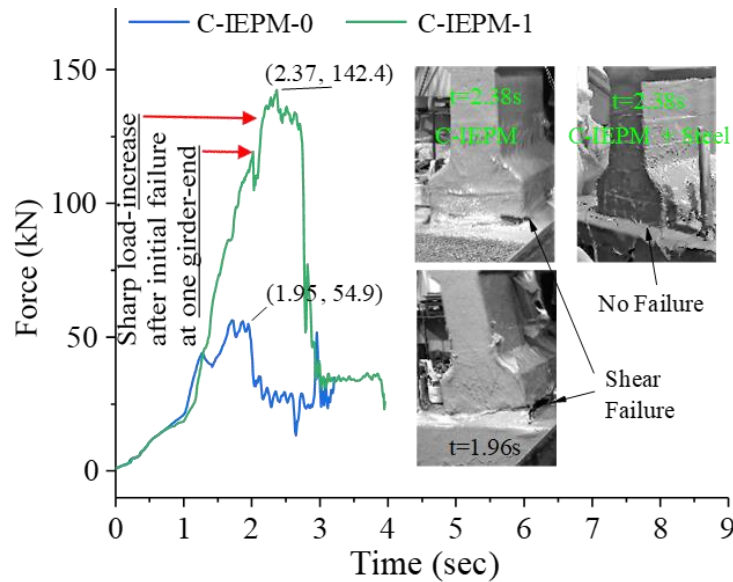 C-IEPM-0 C-IEPM-1
150
100
50
0
Force (kN)
Sharp load-increase
after initial failure
at one girder-end
(2.37, 142.4)
(1.95, 54.9)
t=2.38s
C-IEPM
t=2.38s
C-IEPM + Steel
No Failure
Shear
Failure
t=1.96s
0 1 2 3 4 5 6 7 8 9
Time (sec)